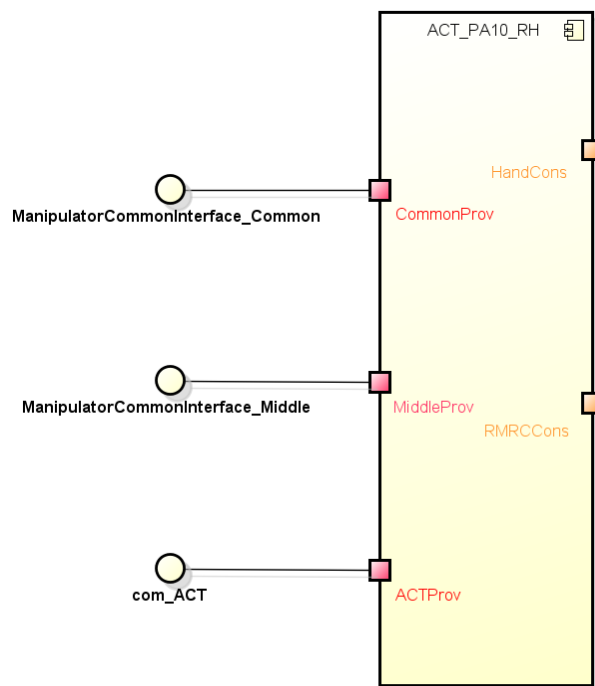 ACT_PA10_RH
HandCons
CommonProv
ManipulatorCommonInterface_Common
MiddleProv
ManipulatorCommonInterface_Middle
RMRCCons
com_ACT
ACTProv